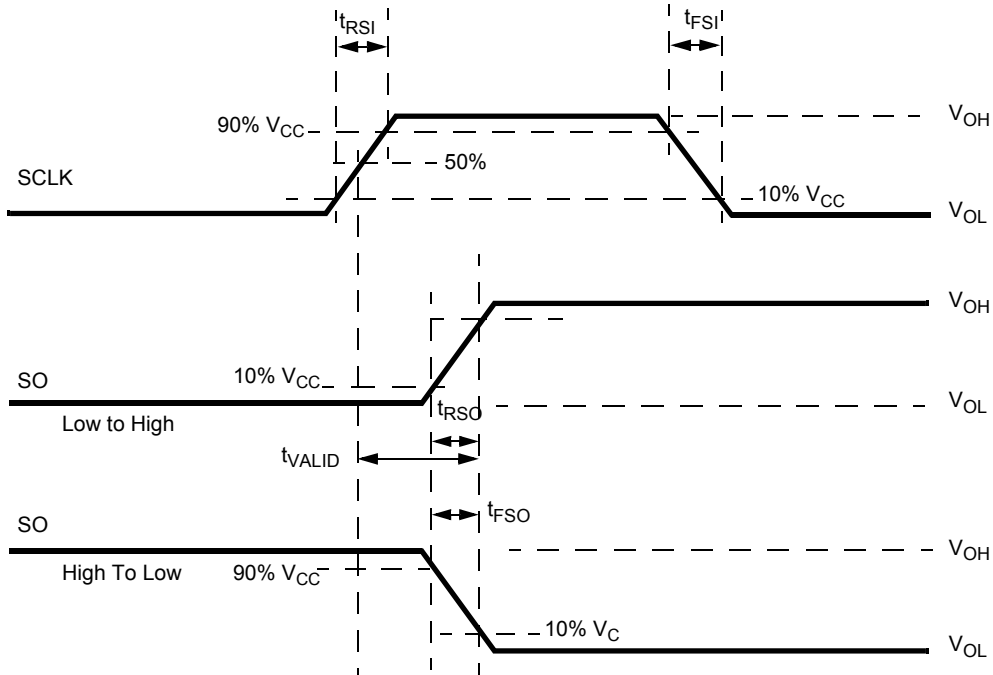 tRSI
tFSI
90% VCC
VOH
50%
SCLK
10% VCC
VOL
VOH
SO
10% VCC
Low to High
tRSO
VOL
tVALID
SO
tFSO
VOH
High To Low
90% VCC
10% VC
VOL